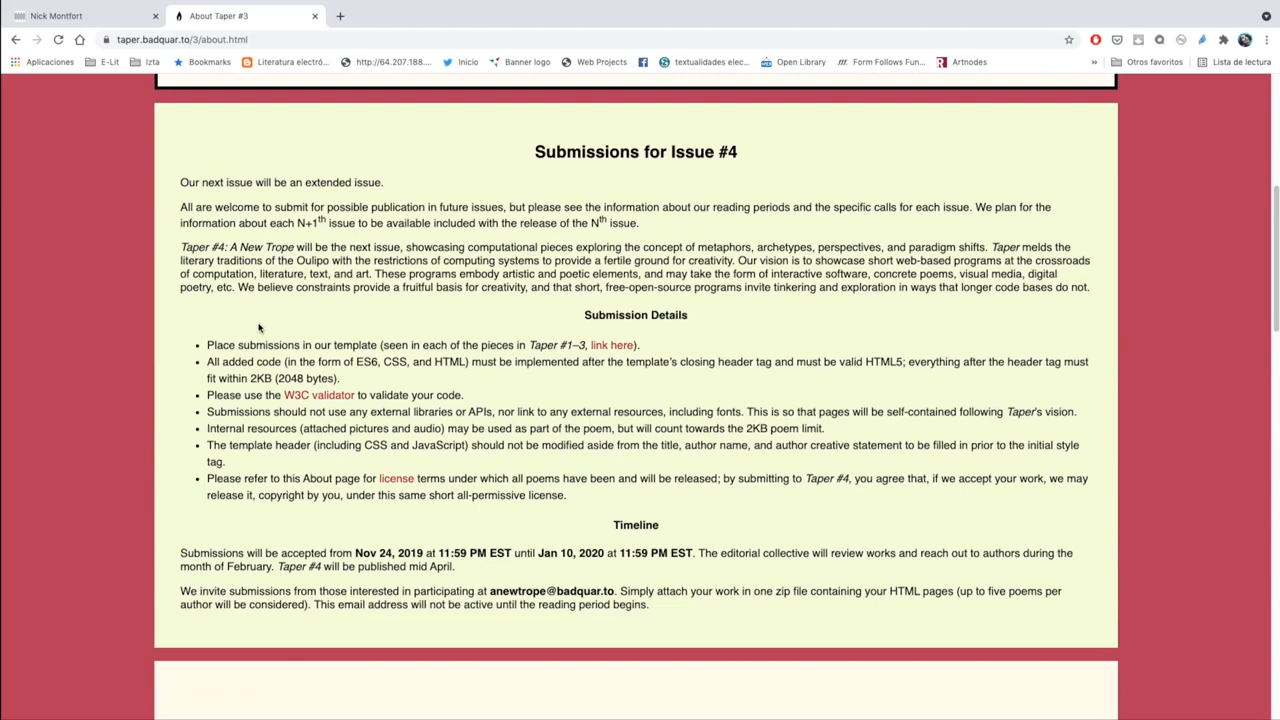 Nick Montfort
About Taper #3
taper.badquar.to/3/about.html
Aplicaciones E-Lit Izta Bookmarks Literatura electró... http://64.207.188.... Inicio Banner logo Web Projects textualidades elec... Open Library Form Follows Fun... Artnodes » Otros favoritos Lista de lectura
Submissions for Issue #4
Our next issue will be an extended issue.
All are welcome to submit for possible publication in future issues, but please see the information about our reading periods and the specific calls for each issue. We plan for the
information about each N+1th issue to be available included with the release of the Nth issue.
Taper #4: A New Trope will be the next issue, showcasing computational pieces exploring the concept of metaphors, archetypes, perspectives, and paradigm shifts. Taper melds the
literary traditions of the Oulipo with the restrictions of computing systems to provide a fertile ground for creativity. Our vision is to showcase short web-based programs at the crossroads
of computation, literature, text, and art. These programs embody artistic and poetic elements, and may take the form of interactive software, concrete poems, visual media, digital
poetry, etc. We believe constraints provide a fruitful basis for creativity, and that short, free-open-source programs invite tinkering and exploration in ways that longer code bases do not.
Submission Details
• Place submissions in our template (seen in each of the pieces in Taper #1–3, link here).
• All added code (in the form of ES6, CSS, and HTML) must be implemented after the template's closing header tag and must be valid HTML5; everything after the header tag must
fit within 2KB (2048 bytes).
• Please use the W3C validator to validate your code.
• Submissions should not use any external libraries or APIs, nor link to any external resources, including fonts. This is so that pages will be self-contained following Taper's vision.
• Internal resources (attached pictures and audio) may be used as part of the poem, but will count towards the 2KB poem limit.
• The template header (including CSS and JavaScript) should not be modified aside from the title, author name, and author creative statement to be filled in prior to the initial style
tag.
• Please refer to this About page for license terms under which all poems have been and will be released; by submitting to Taper #4, you agree that, if we accept your work, we may
release it, copyright by you, under this same short all-permissive license.
Timeline
Submissions will be accepted from Nov 24, 2019 at 11:59 PM EST until Jan 10, 2020 at 11:59 PM EST. The editorial collective will review works and reach out to authors during the
month of February. Taper #4 will be published mid April.
We invite submissions from those interested in participating at anewtrope@badquar.to. Simply attach your work in one zip file containing your HTML pages (up to five poems per
author will be considered). This email address will not be active until the reading period begins.